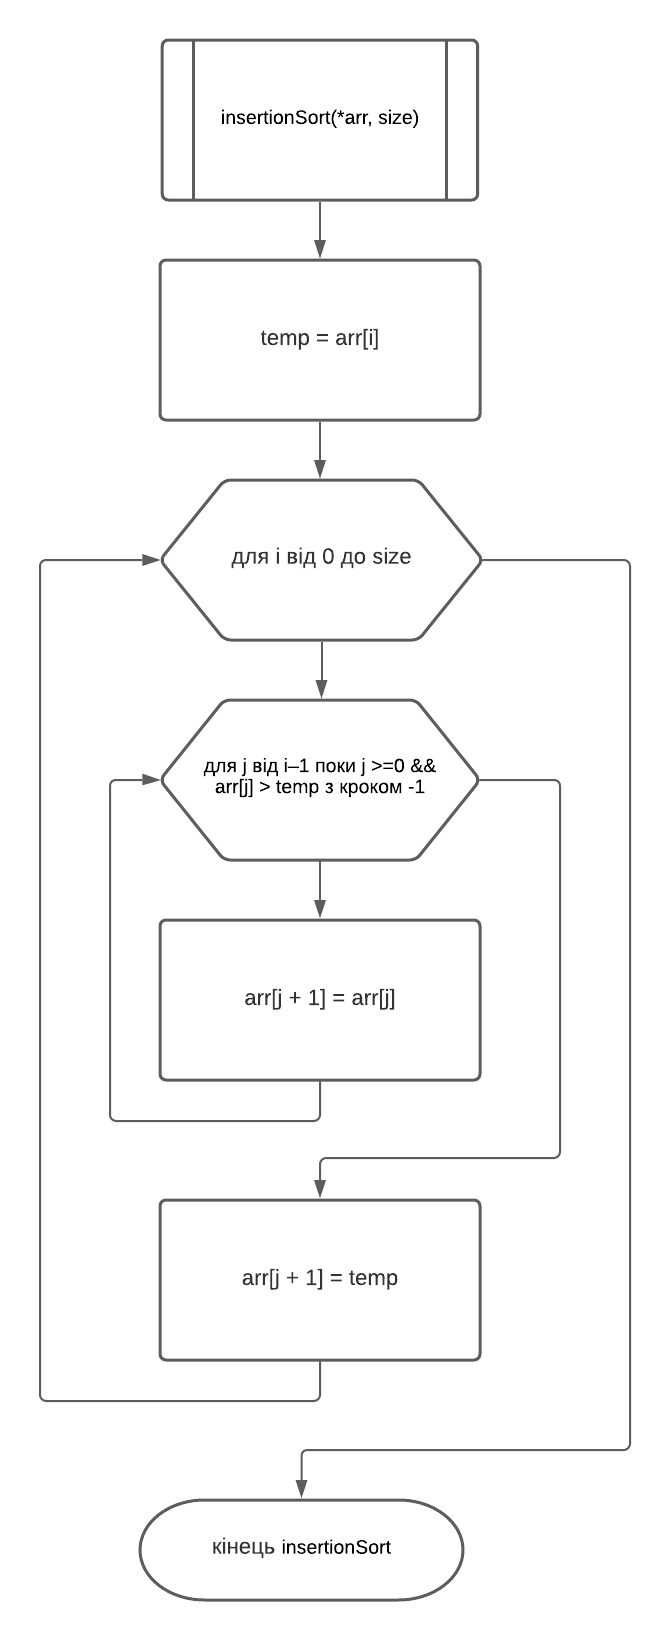 insertionSort(*arr, size)
temp = arr[i]
для і від 0 до size
для j від i–1 поки j >=0 &&
arr[j] > temp з кроком -1
arr[j + 1] = arr[j]
arr[j + 1] = temp
кінець insertionSort